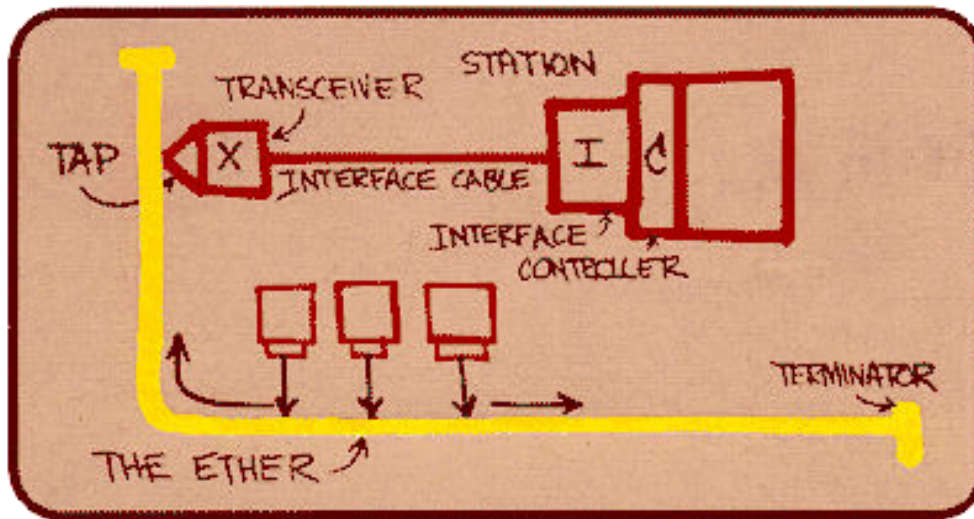 STATION
TRANSCEIVER
TAP
X
I
C
INTERFACE CABLE
INTERFACE
CONTROLLER
TERMINATOR
THE ETHER